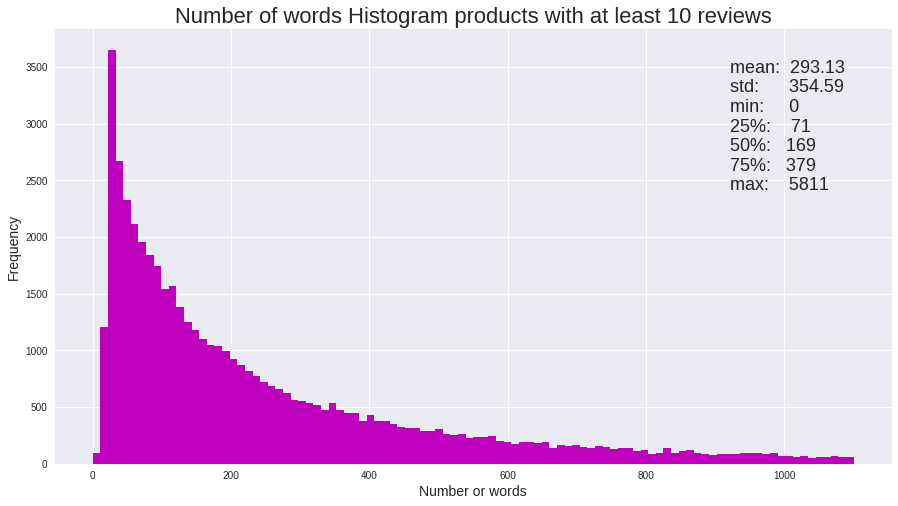 Number of words Histogram products with at least 10 reviews
mean: 293.13
std: 354.59
min: 0
25%: 71
50%: 169
75%: 379
max: 5811
Frequency
3500
3000
2500
2000
1500
1000
500
0
0 200 400 600 800 1000
Number or words